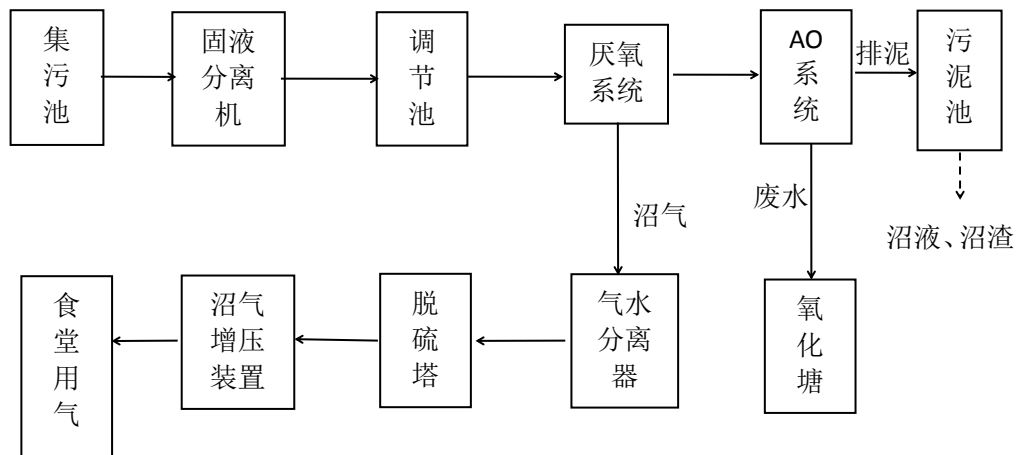 集
污
池
固液
分离
机
调
节
池
厌氧
系统
AO
系
统
排泥
污
泥
池
沼气
废水
沼液、沼渣
食
堂
用
气
沼气
增压
装置
脱
硫
塔
气水
分离
器
氧
化
塘